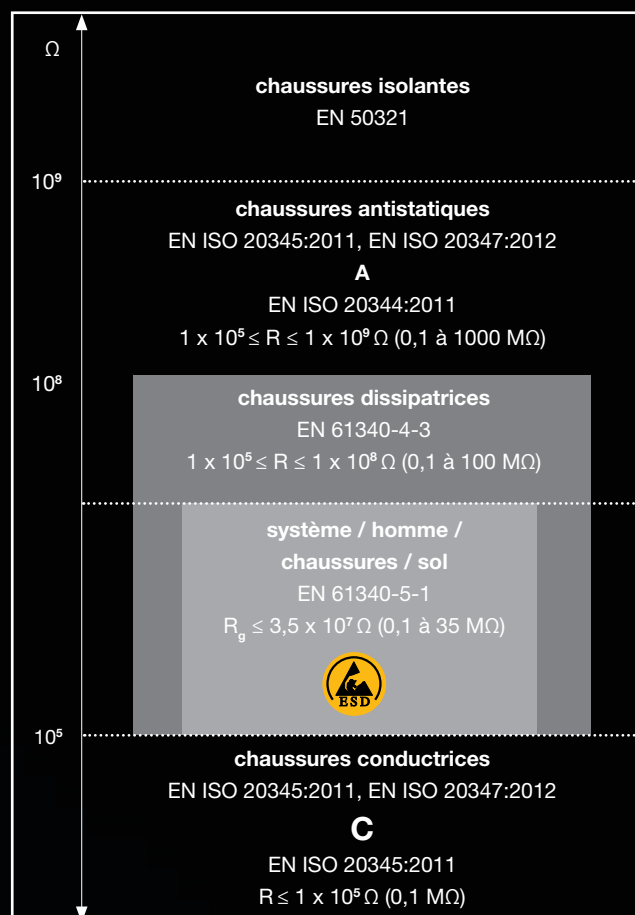 Ω
chaussures isolantes
EN 50321
10⁹
chaussures antistatiques
EN ISO 20345:2011, EN ISO 20347:2012
A
EN ISO 20344:2011
1 x 10⁵ ≤ R ≤ 1 x 10⁹ Ω (0,1 à 1000 MΩ)
10⁸
chaussures dissipatrices
EN 61340-4-3
1 x 10⁵ ≤ R ≤ 1 x 10⁸ Ω (0,1 à 100 MΩ)
système / homme /
chaussures / sol
EN 61340-5-1
R₉ ≤ 3,5 x 10⁷ Ω (0,1 à 35 MΩ)
ESD
10⁵
chaussures conductrices
EN ISO 20345:2011, EN ISO 20347:2012
C
EN ISO 20345:2011
R ≤ 1 x 10⁵ Ω (0,1 MΩ)